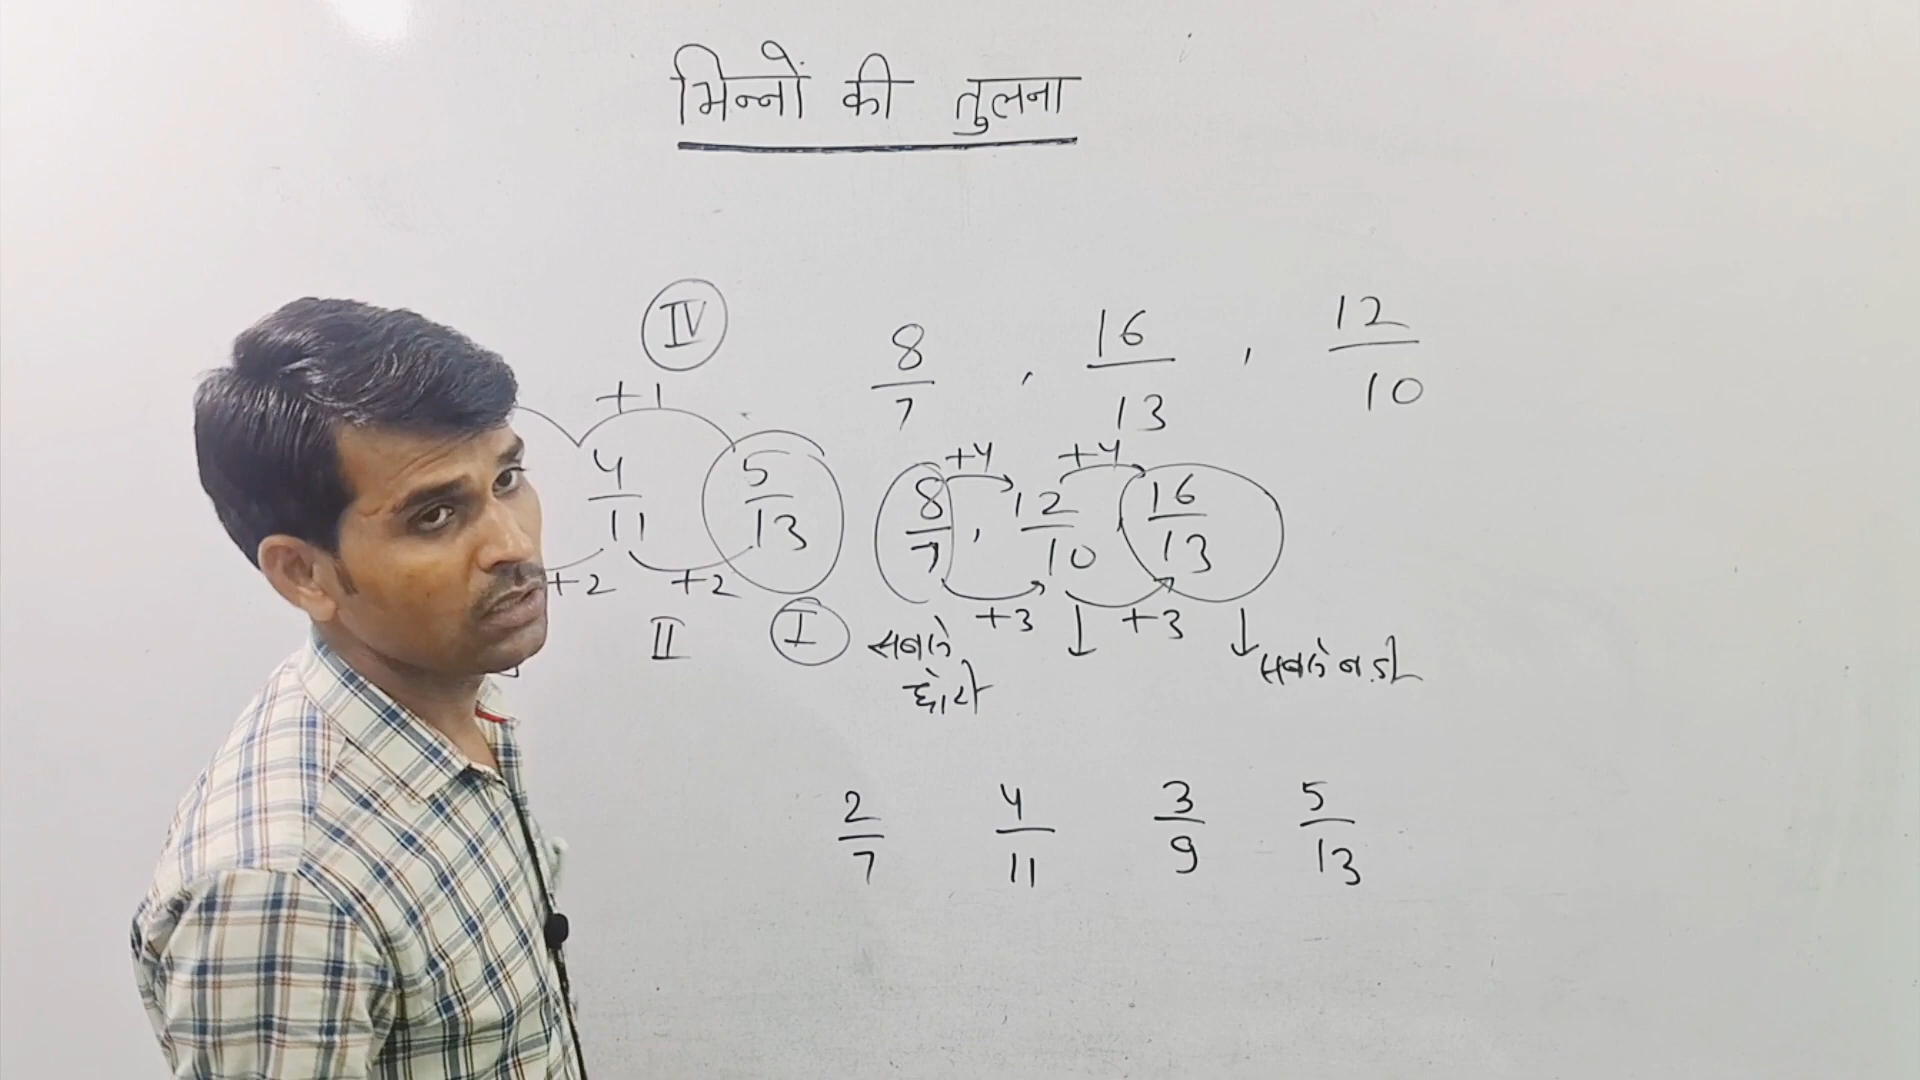 भिन्नों की तुलना
IV
8/7 , 16/13 , 12/10
+1
+4 +4
4/11 5/13
8/7 , 12/10 , 16/13
+2 +2
+3 ↓ +3 ↓
II I
सबसे छोटी
सबसे बड़ी
2/7 4/11 3/9 5/13